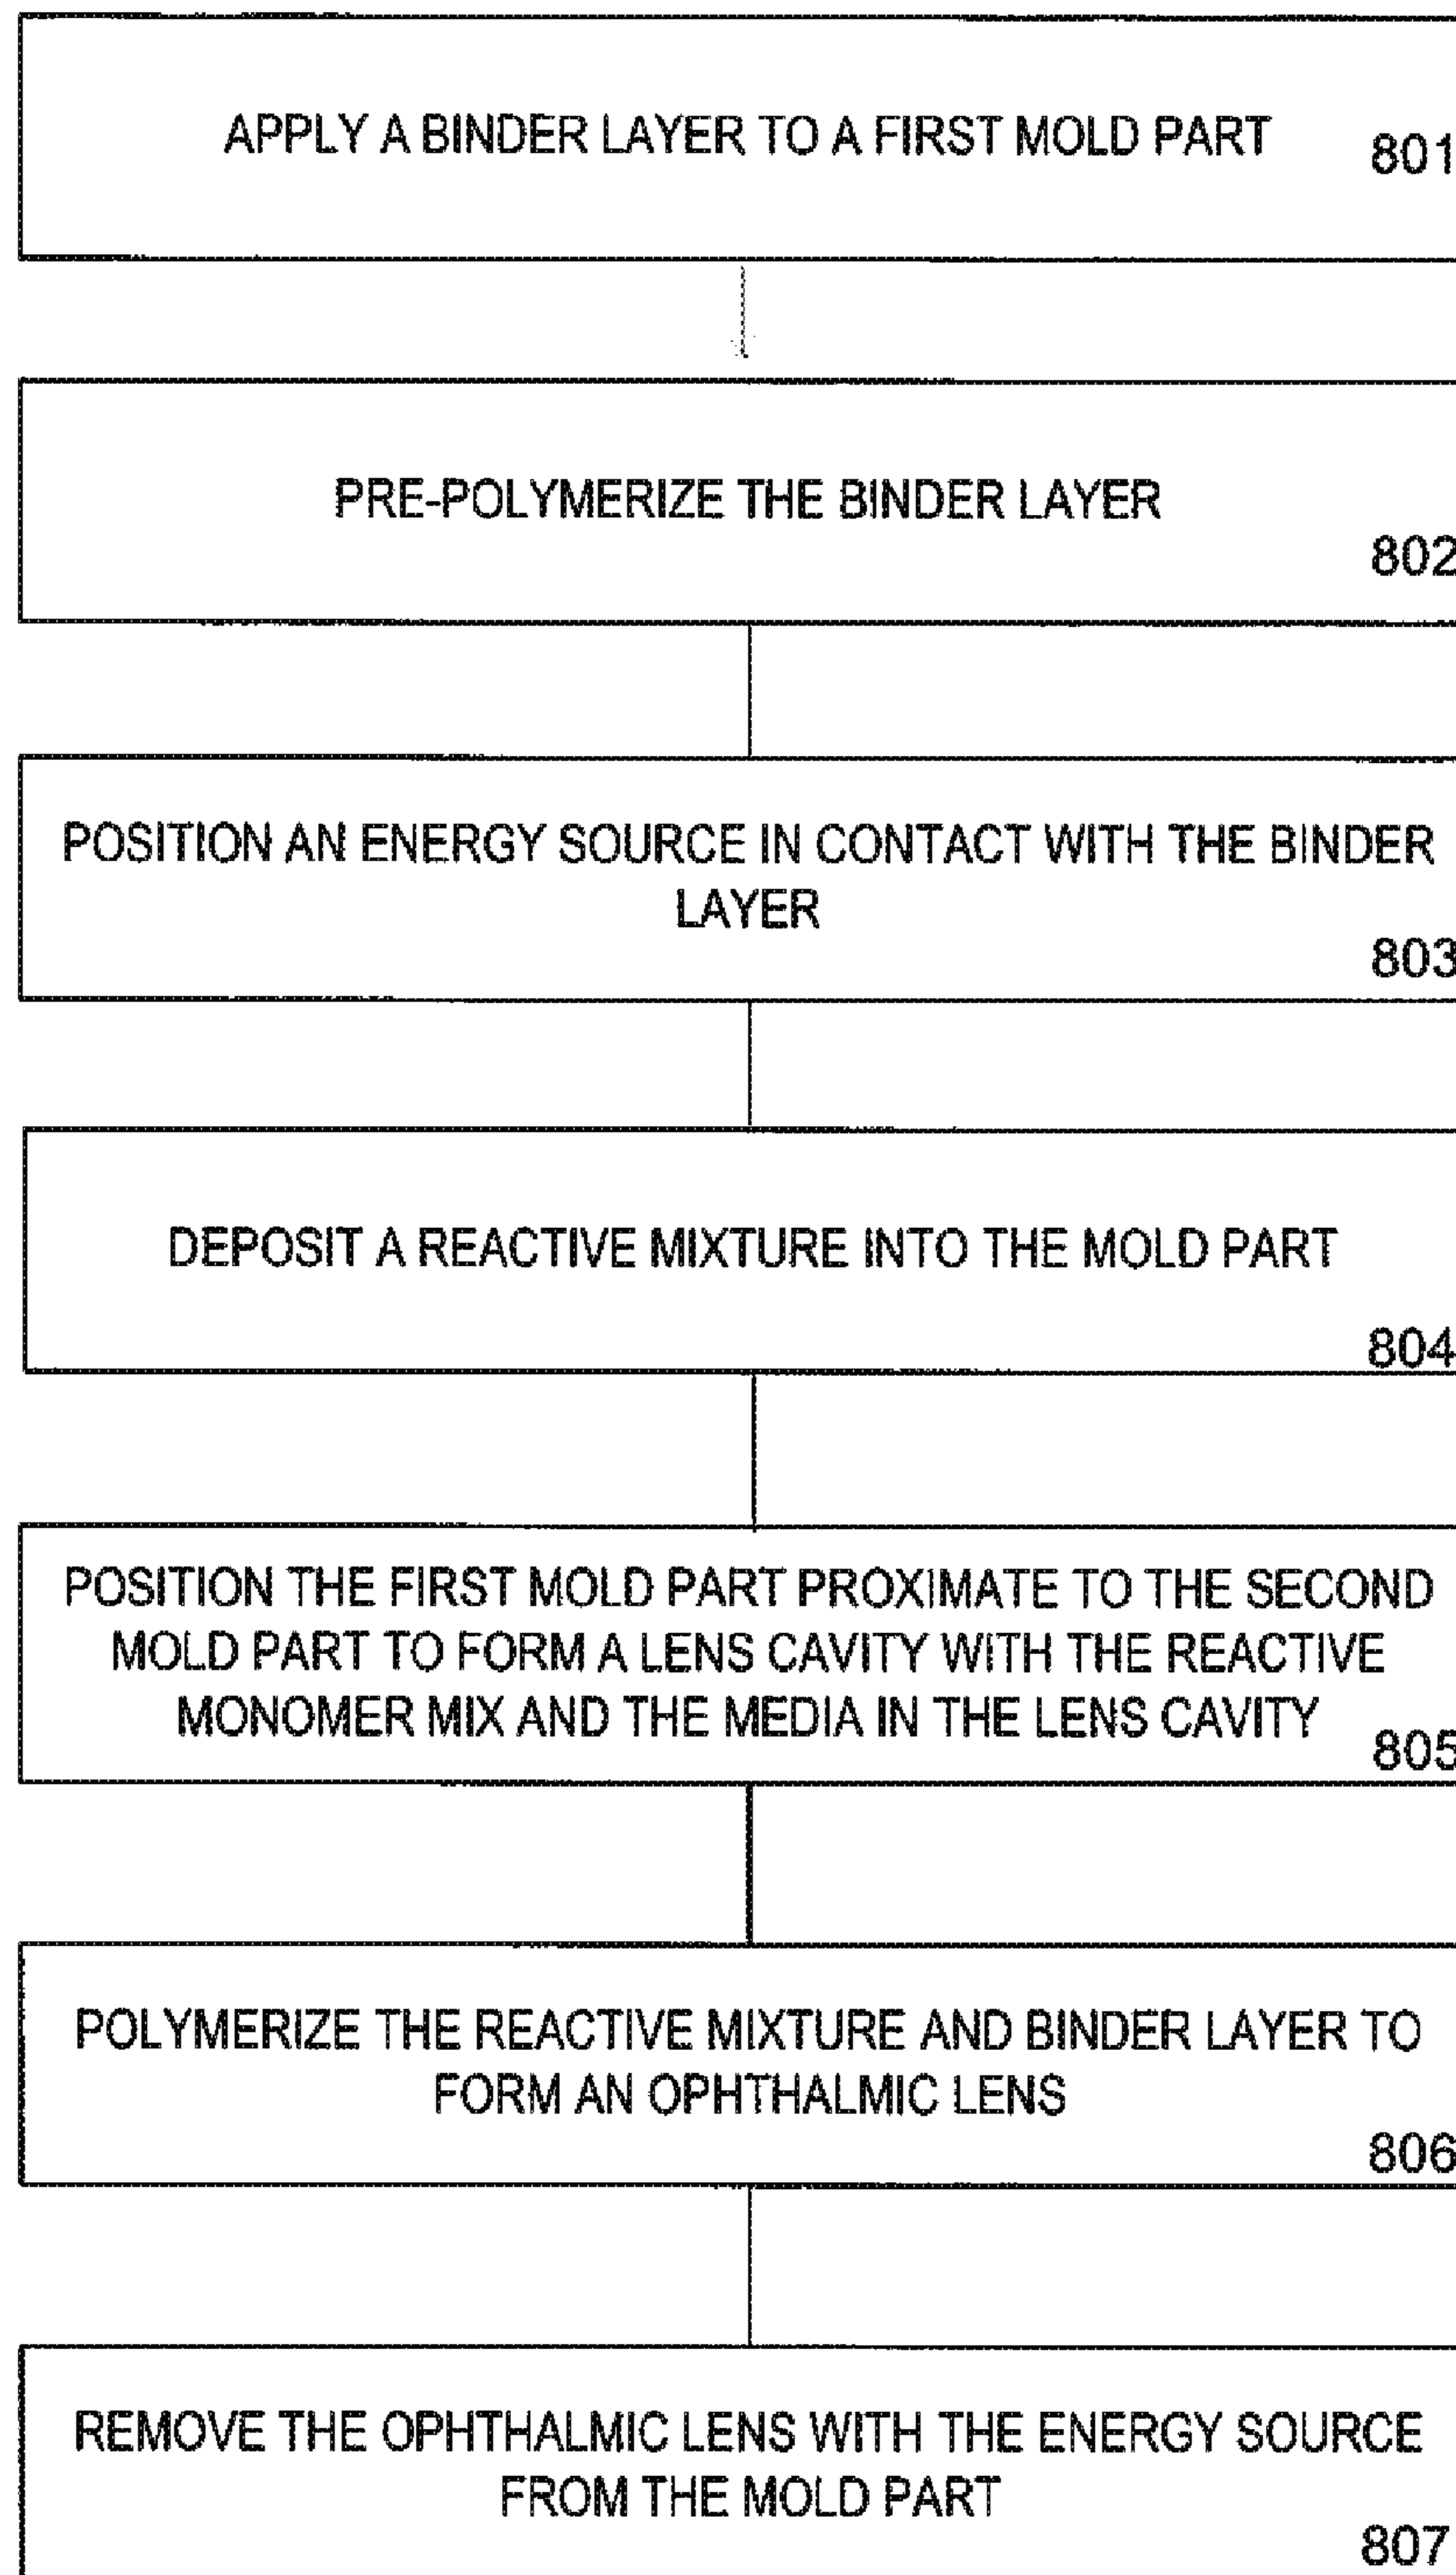 APPLY A BINDER LAYER TO A FIRST MOLD PART
801
PRE-POLYMERIZE THE BINDER LAYER
802
POSITION AN ENERGY SOURCE IN CONTACT WITH THE BINDER
LAYER
803
DEPOSIT A REACTIVE MIXTURE INTO THE MOLD PART
804
POSITION THE FIRST MOLD PART PROXIMATE TO THE SECOND
MOLD PART TO FORM A LENS CAVITY WITH THE REACTIVE
MONOMER MIX AND THE MEDIA IN THE LENS CAVITY
805
POLYMERIZE THE REACTIVE MIXTURE AND BINDER LAYER TO
FORM AN OPHTHALMIC LENS
806
REMOVE THE OPHTHALMIC LENS WITH THE ENERGY SOURCE
FROM THE MOLD PART
807